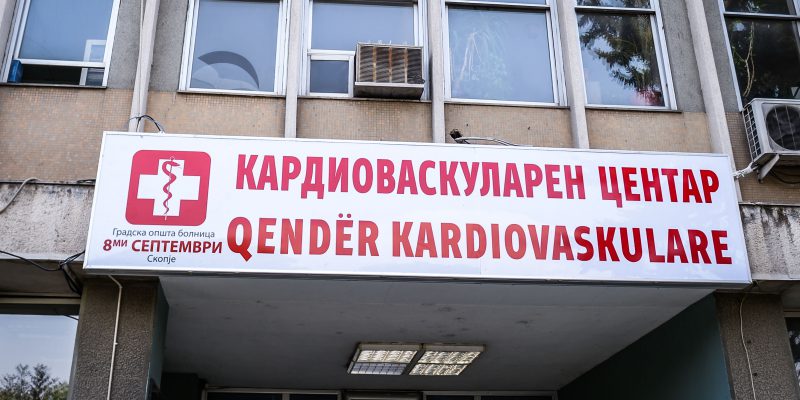 КАРДИОВАСКУЛАРЕН ЦЕНТАР
QENDËR KARDIOVASKULARE
Градска општа болница
8МИ СЕПТЕМВРИ
Скопје